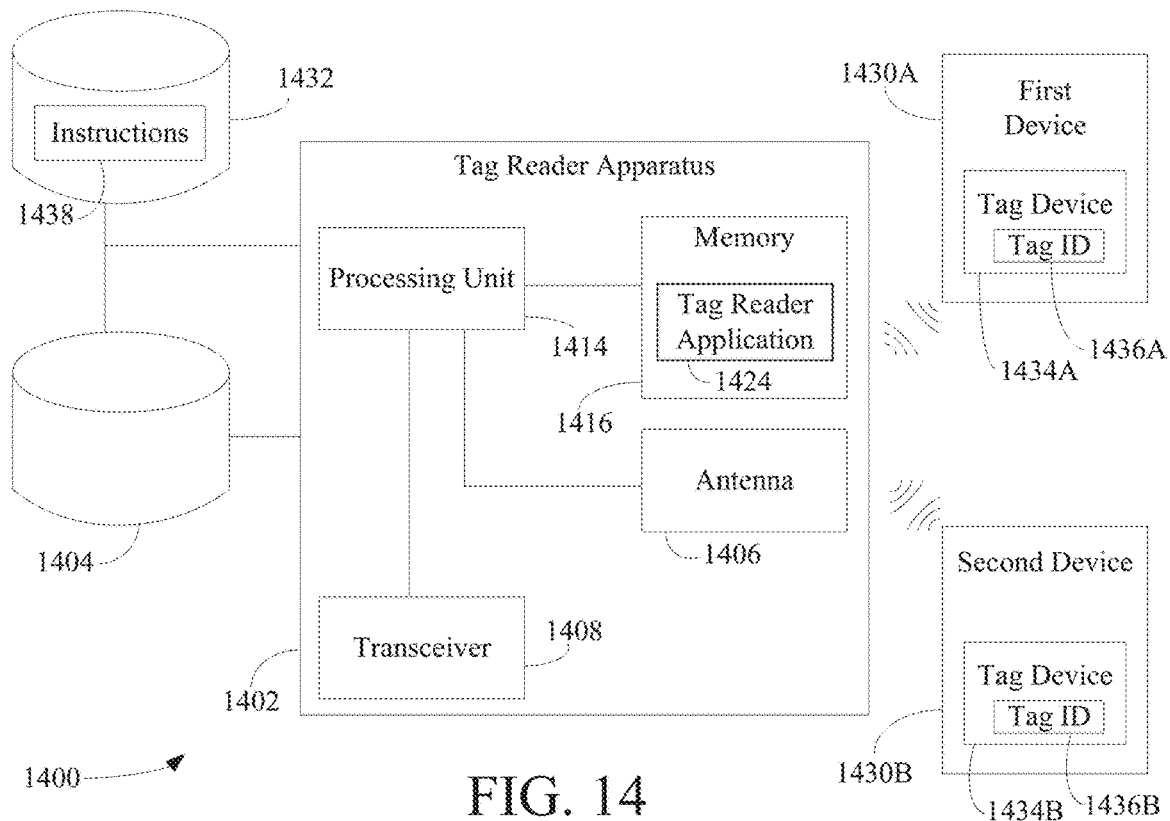 1432
Instructions
1438
1404
Tag Reader Apparatus
Processing Unit
1414
Memory
Tag Reader
Application
1424
1416
Antenna
1406
Transceiver
1408
1402
1430A
First
Device
Tag Device
Tag ID
1436A
1434A
Second Device
Tag Device
Tag ID
1430B
1434B
1436B
1400
FIG. 14